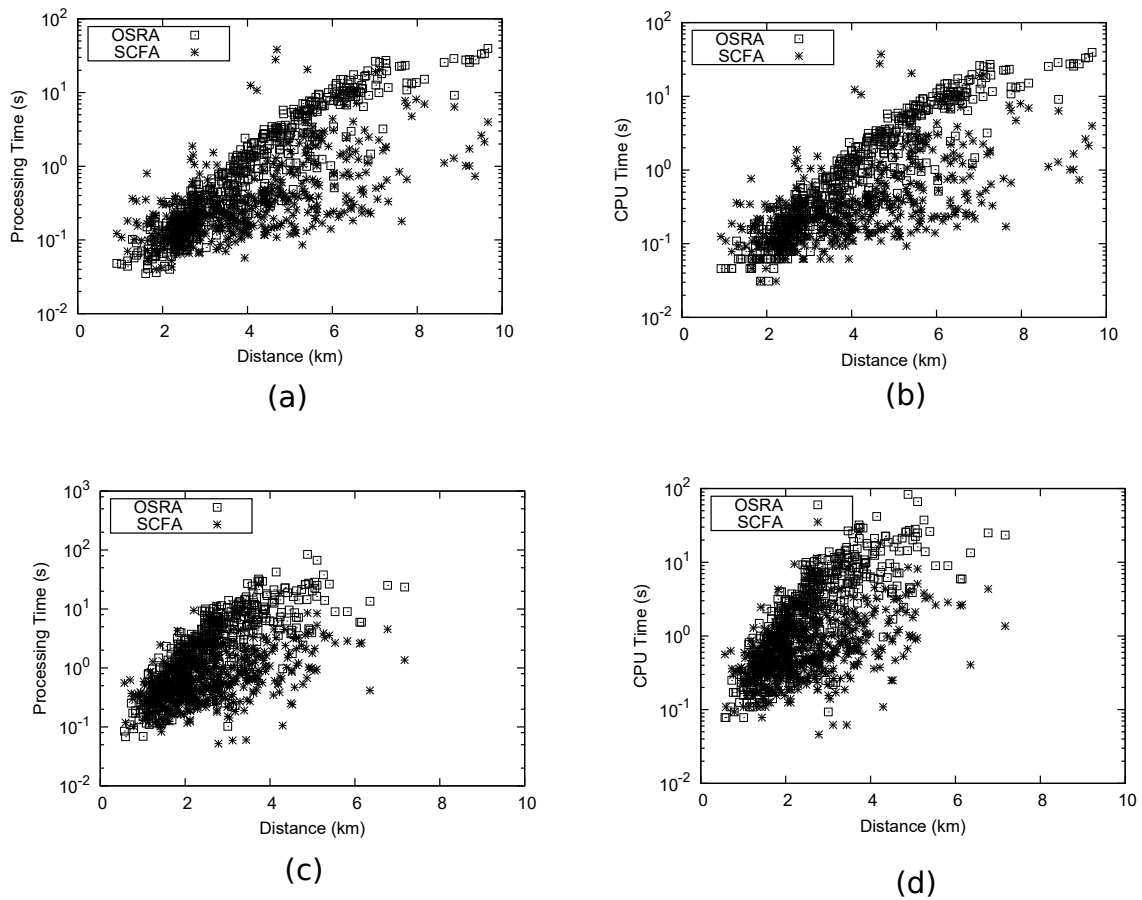 10^2
10^1
10^0
10^-1
10^-2
Processing Time (s)
OSRA
SCFA
0 2 4 6 8 10
Distance (km)
(a)
10^2
10^1
10^0
10^-1
10^-2
CPU Time (s)
OSRA
SCFA
0 2 4 6 8 10
Distance (km)
(b)
10^3
10^2
10^1
10^0
10^-1
10^-2
Processing Time (s)
OSRA
SCFA
0 2 4 6 8 10
Distance (km)
(c)
10^2
10^1
10^0
10^-1
10^-2
CPU Time (s)
OSRA
SCFA
0 2 4 6 8 10
Distance (km)
(d)